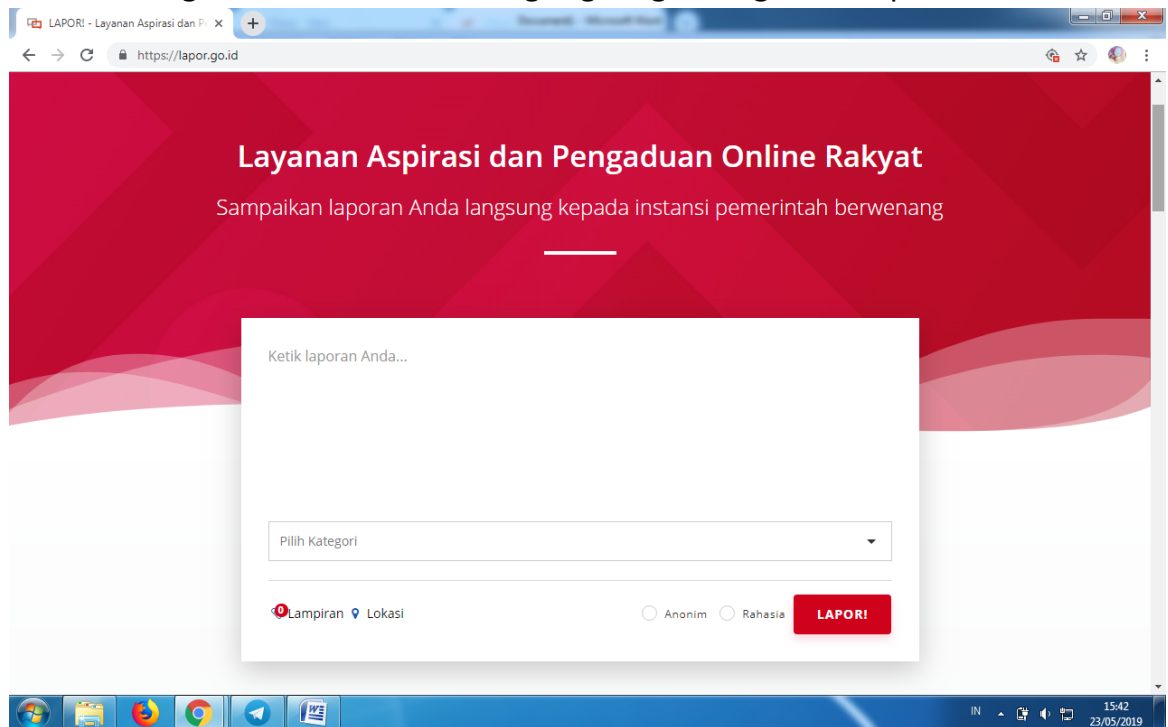 LAPOR! - Layanan Aspirasi dan P
https://lapor.go.id
Layanan Aspirasi dan Pengaduan Online Rakyat
Sampaikan laporan Anda langsung kepada instansi pemerintah berwenang
Ketik laporan Anda...
Pilih Kategori
0 Lampiran Lokasi Anonim Rahasia LAPOR!
IN 15:42
23/05/2019